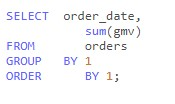 SELECT order_date,
sum(gmv)
FROM orders
GROUP BY 1
ORDER BY 1;